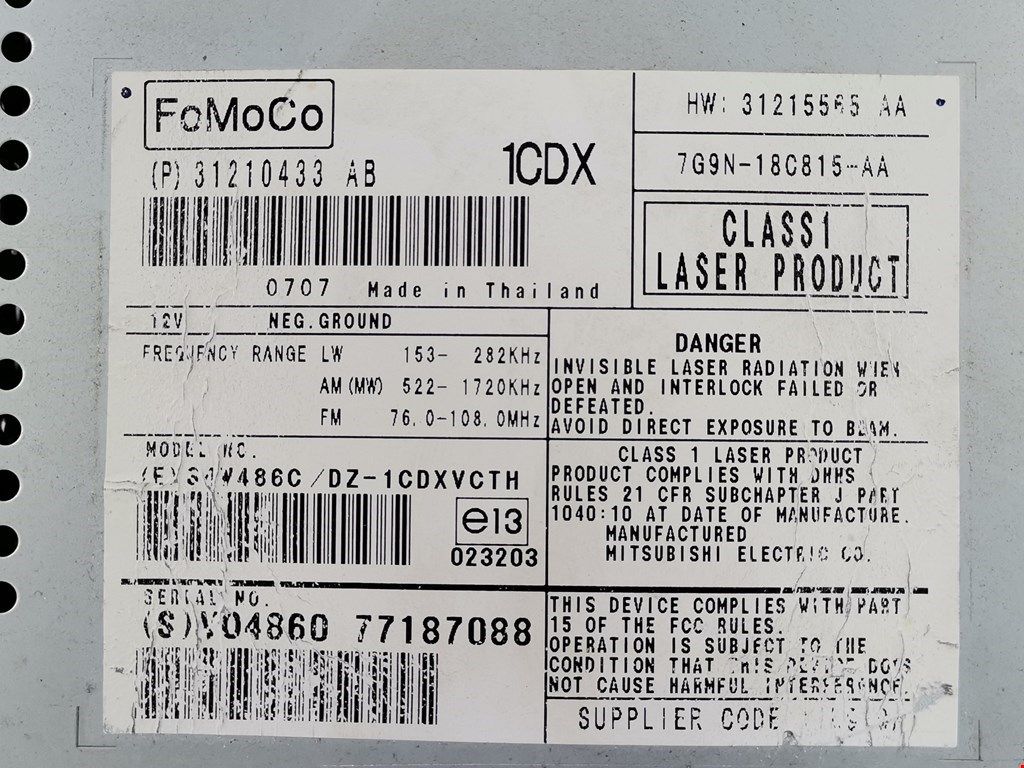 FoMoCo
(P) 31210433 AB
1CDX
0707 Made in Thailand
HW: 31215565 AA
7G9N-18C815-AA
CLASS1
LASER PRODUCT
12V NEG.GROUND
FREQUENCY RANGE LW 153- 282KHz
AM(MW) 522- 1720KHz
FM 76.0-108.0MHz
DANGER
INVISIBLE LASER RADIATION WHEN
OPEN AND INTERLOCK FAILED OR
DEFEATED.
AVOID DIRECT EXPOSURE TO BEAM.
MODEL NO.
/DZ-1CDXVCTH
e13
023203
CLASS 1 LASER PRODUCT
PRODUCT COMPLIES WITH DHHS
RULES 21 CFR SUBCHAPTER J PART
1040:10 AT DATE OF MANUFACTURE.
MANUFACTURED
MITSUBISHI ELECTRIC CO.
SERIAL NO.
(S)V04860 77187088
THIS DEVICE COMPLIES WITH PART
15 OF THE FCC RULES.
OPERATION IS SUBJECT TO THE
CONDITION THAT THIS DEVICE DOES
NOT CAUSE HARMFUL INTERFERENCE.
SUPPLIER CODE